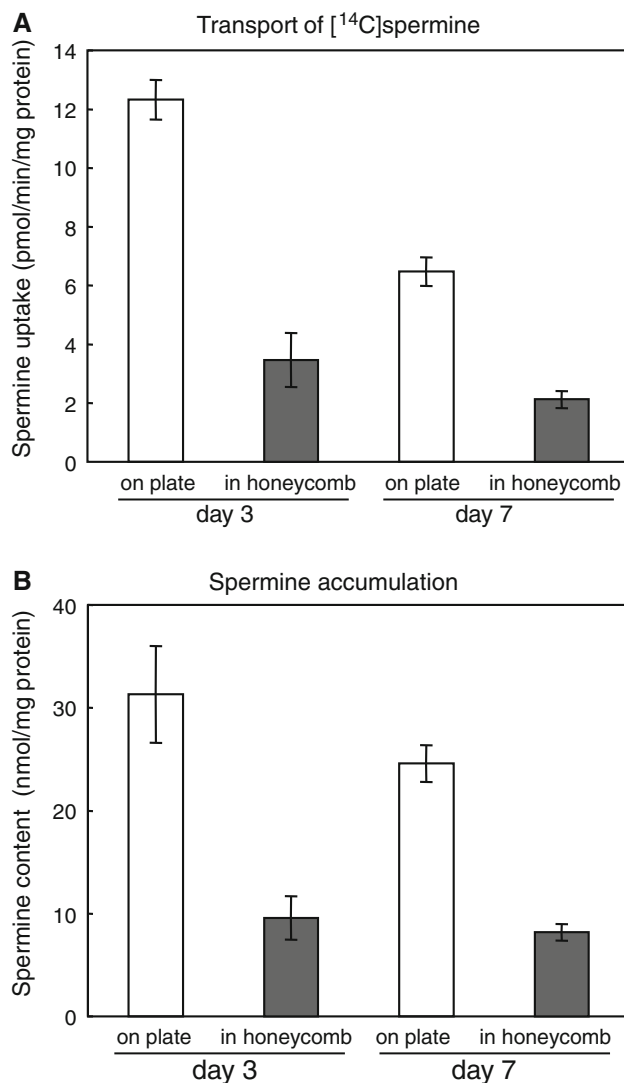 A
Transport of [¹⁴C]spermine
Spermine uptake (pmol/min/mg protein)
14
12
10
8
6
4
2
0
on plate in honeycomb on plate in honeycomb
day 3 day 7
B
Spermine accumulation
Spermine content (nmol/mg protein)
40
30
20
10
0
on plate in honeycomb on plate in honeycomb
day 3 day 7